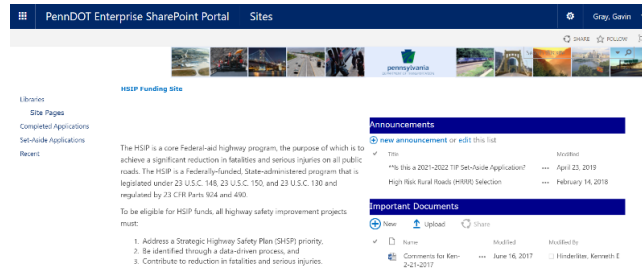 PennDOT Enterprise SharePoint Portal Sites Gray, Gavin
SHARE FOLLOW
pennsylvania
HSIP Funding Site
Libraries
Site Pages
Completed Applications
Set-Aside Applications
Recent
The HSIP is a core Federal-aid highway program, the purpose of which is to
achieve a significant reduction in fatalities and serious injuries on all public
roads. The HSIP is a Federally-funded, State-administered program that is
legislated under 23 U.S.C. 148, 23 U.S.C. 150, and 23 U.S.C. 130 and
regulated by 23 CFR Parts 924 and 490.
To be eligible for HSIP funds, all highway safety improvement projects
must:
1. Address a Strategic Highway Safety Plan (SHSP) priority.
2. Be identified through a data-driven process, and
3. Contribute to reduction in fatalities and serious injuries.
Announcements
new announcement or edit this list
Title Modified
**Is this a 2021-2022 TIP Set-Aside Application? ... April 23, 2019
High Risk Rural Roads (HRRR) Selection ... February 14, 2018
Important Documents
New Upload Share
Name Modified Modified By
Comments for Ken- ... June 16, 2017 Hinderliter, Kenneth E
2-21-2017